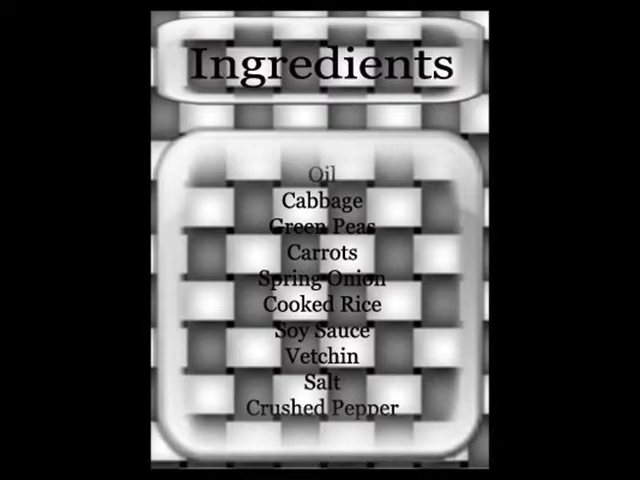 Ingredients
Oil
Cabbage
Green Peas
Carrots
Spring Onion
Cooked Rice
Soy Sauce
Vetchin
Salt
Crushed Pepper